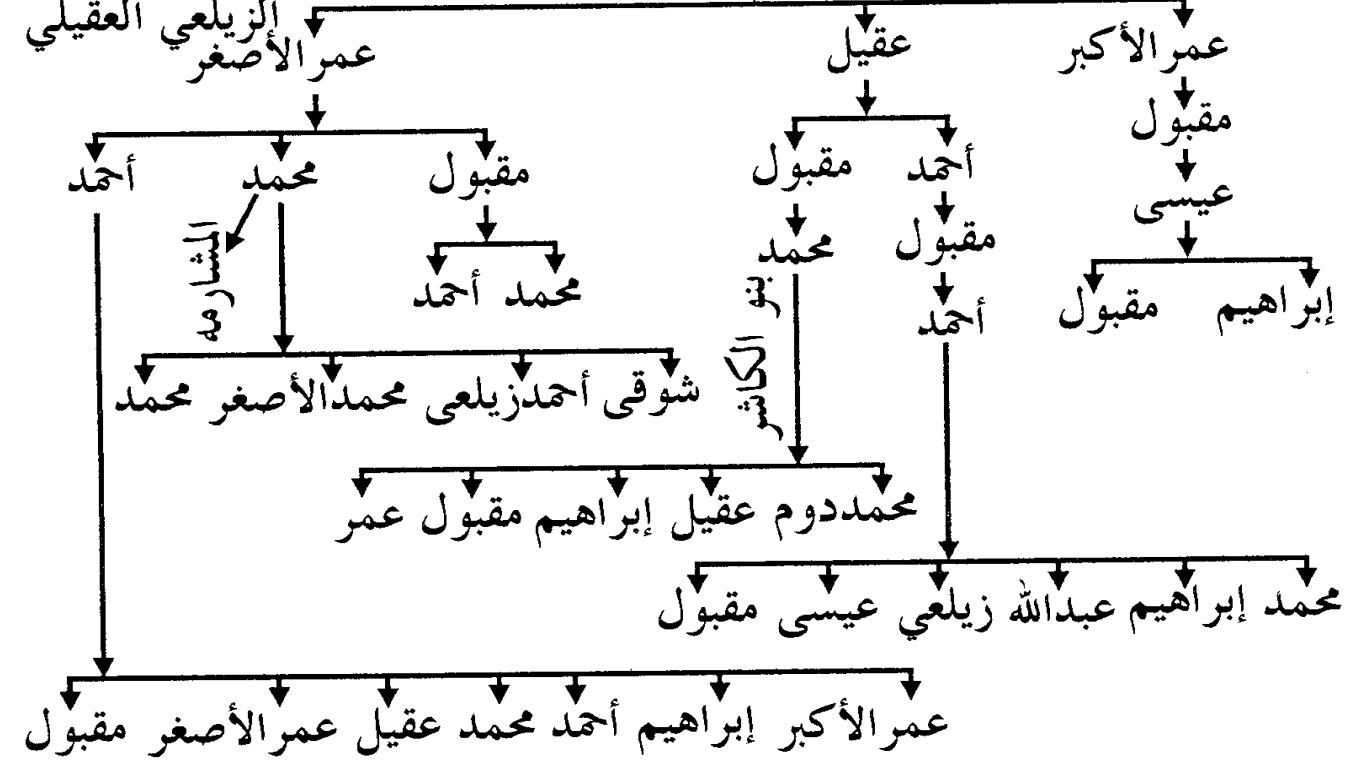 الزيلعي العقيلي
عمر الأكبر عقيل عمر الأصغر
مقبول
أحمد مقبول مقبول محمد أحمد
عيسى
مقبول محمد
المشارمه
إبراهيم مقبول
أحمد
محمد أحمد
بنو الكاشر
شوقى أحمد زيلعى محمد الأصغر محمد
محمد دوم عقيل إبراهيم مقبول عمر
محمد إبراهيم عبدالله زيلعي عيسى مقبول
عمر الأكبر إبراهيم أحمد محمد عقيل عمر الأصغر مقبول